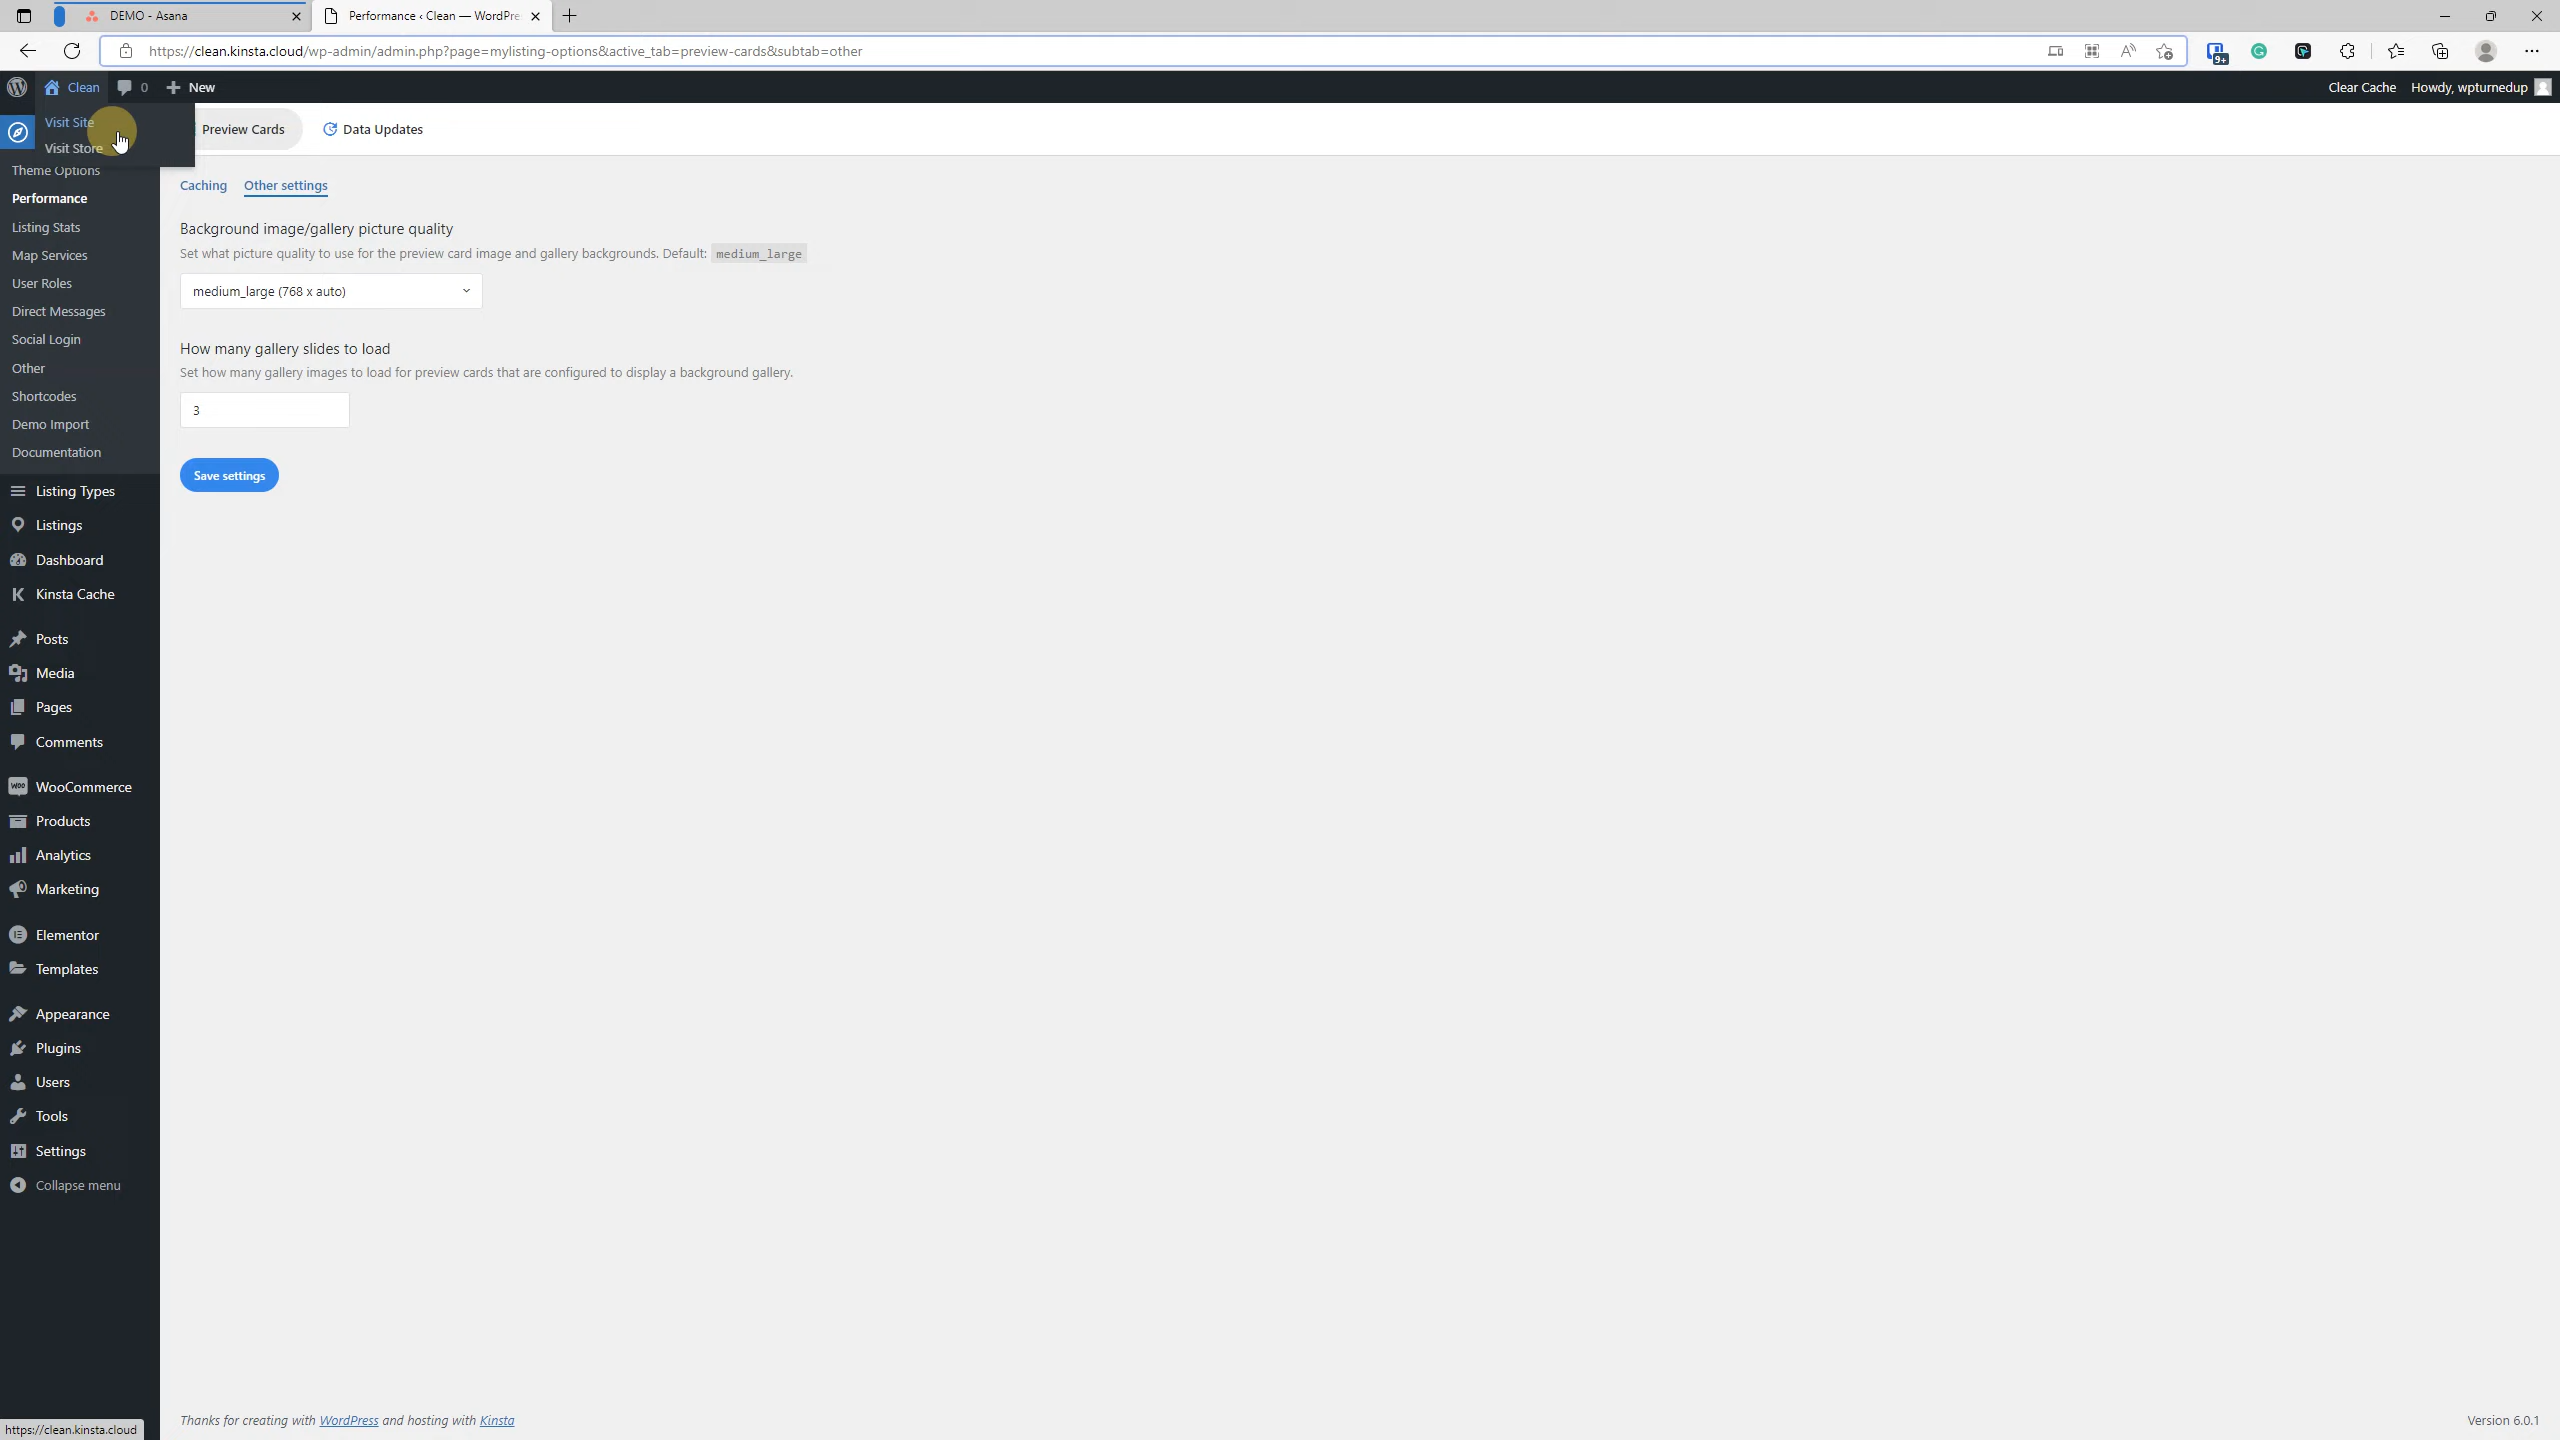 DEMO - Asana
Performance ‹ Clean — WordPre
https://clean.kinsta.cloud/wp-admin/admin.php?page=mylisting-options&active_tab=preview-cards&subtab=other
9+
Clean
0
New
Clear Cache
Howdy, wpturnedup
Visit Site
Visit Store
Preview Cards
Data Updates
Theme Options
Performance
Listing Stats
Map Services
User Roles
Direct Messages
Social Login
Other
Shortcodes
Demo Import
Documentation
Listing Types
Listings
Dashboard
Kinsta Cache
Posts
Media
Pages
Comments
WooCommerce
Products
Analytics
Marketing
Elementor
Templates
Appearance
Plugins
Users
Tools
Settings
Collapse menu
Caching
Other settings
Background image/gallery picture quality
Set what picture quality to use for the preview card image and gallery backgrounds. Default: medium_large
medium_large (768 x auto)
How many gallery slides to load
Set how many gallery images to load for preview cards that are configured to display a background gallery.
3
Save settings
Thanks for creating with WordPress and hosting with Kinsta
Version 6.0.1
https://clean.kinsta.cloud